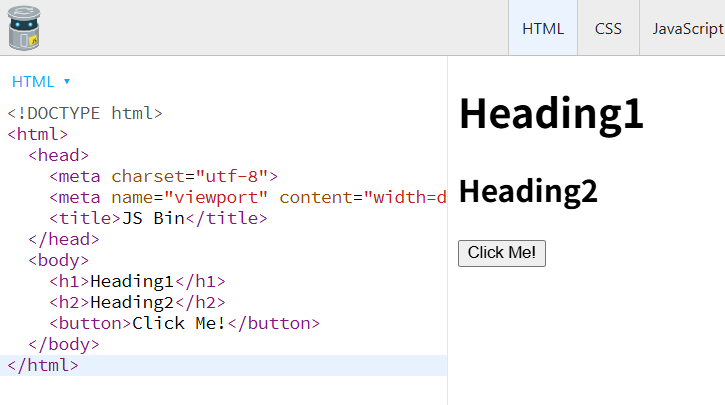 HTML CSS JavaScript
HTML ▾
<!DOCTYPE html>
<html>
  <head>
    <meta charset="utf-8">
    <meta name="viewport" content="width=d
    <title>JS Bin</title>
  </head>
  <body>
    <h1>Heading1</h1>
    <h2>Heading2</h2>
    <button>Click Me!</button>
  </body>
</html>
Heading1
Heading2
Click Me!